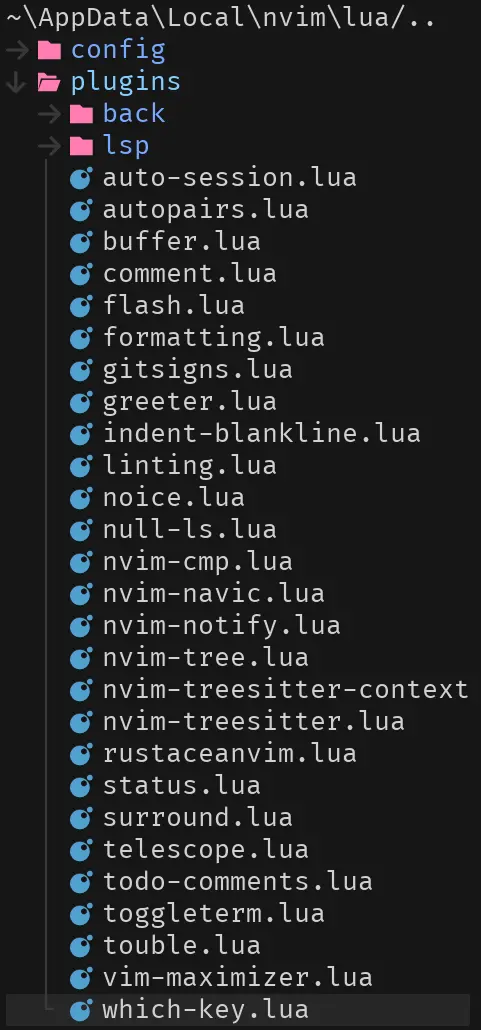 ~\AppData\Local\nvim\lua/..
config
plugins
back
lsp
auto-session.lua
autopairs.lua
buffer.lua
comment.lua
flash.lua
formatting.lua
gitsigns.lua
greeter.lua
indent-blankline.lua
linting.lua
noice.lua
null-ls.lua
nvim-cmp.lua
nvim-navic.lua
nvim-notify.lua
nvim-tree.lua
nvim-treesitter-context
nvim-treesitter.lua
rustaceanvim.lua
status.lua
surround.lua
telescope.lua
todo-comments.lua
toggleterm.lua
touble.lua
vim-maximizer.lua
which-key.lua